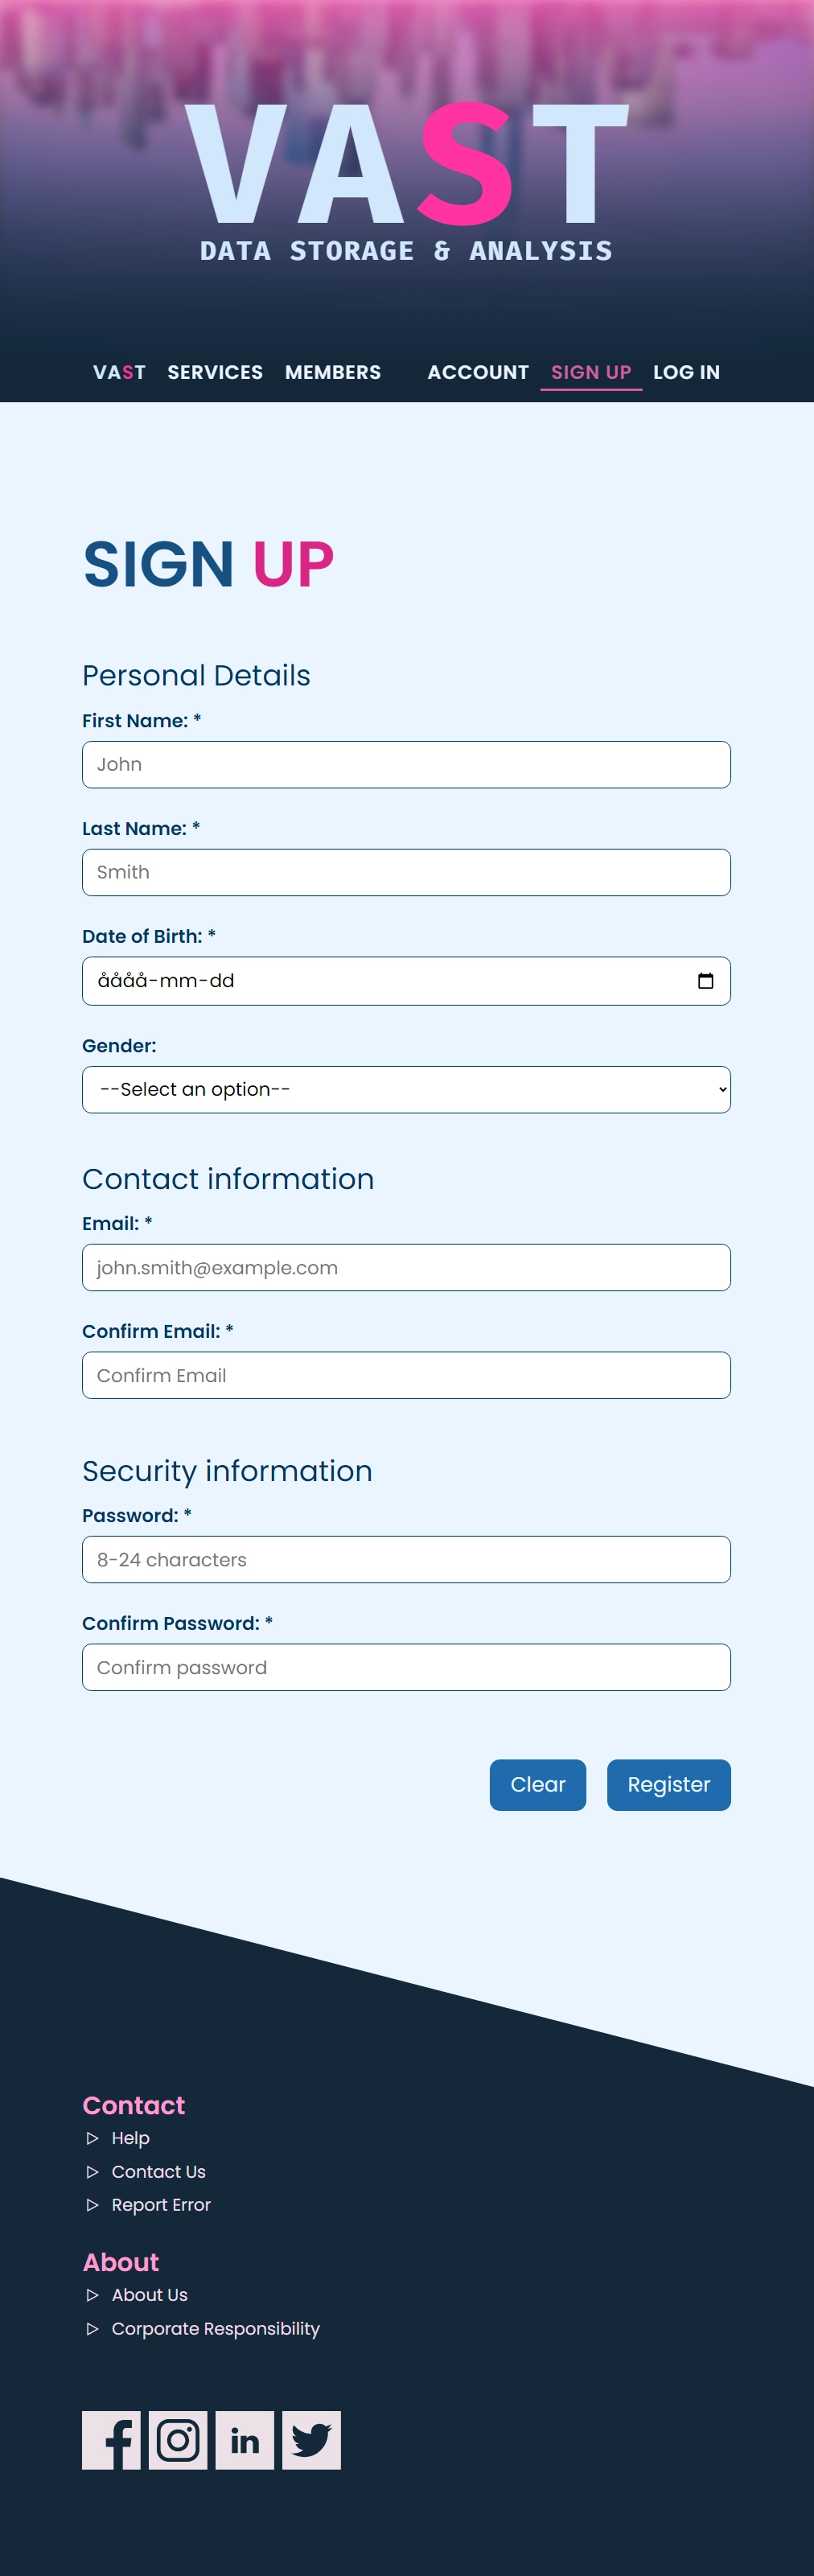 VAST
DATA STORAGE & ANALYSIS
VAST SERVICES MEMBERS ACCOUNT SIGN UP LOG IN
SIGN UP
Personal Details
First Name: *
John
Last Name: *
Smith
Date of Birth: *
åååå-mm-dd
Gender:
--Select an option--
Contact information
Email: *
john.smith@example.com
Confirm Email: *
Confirm Email
Security information
Password: *
8-24 characters
Confirm Password: *
Confirm password
Clear Register
Contact
Help
Contact Us
Report Error
About
About Us
Corporate Responsibility
in